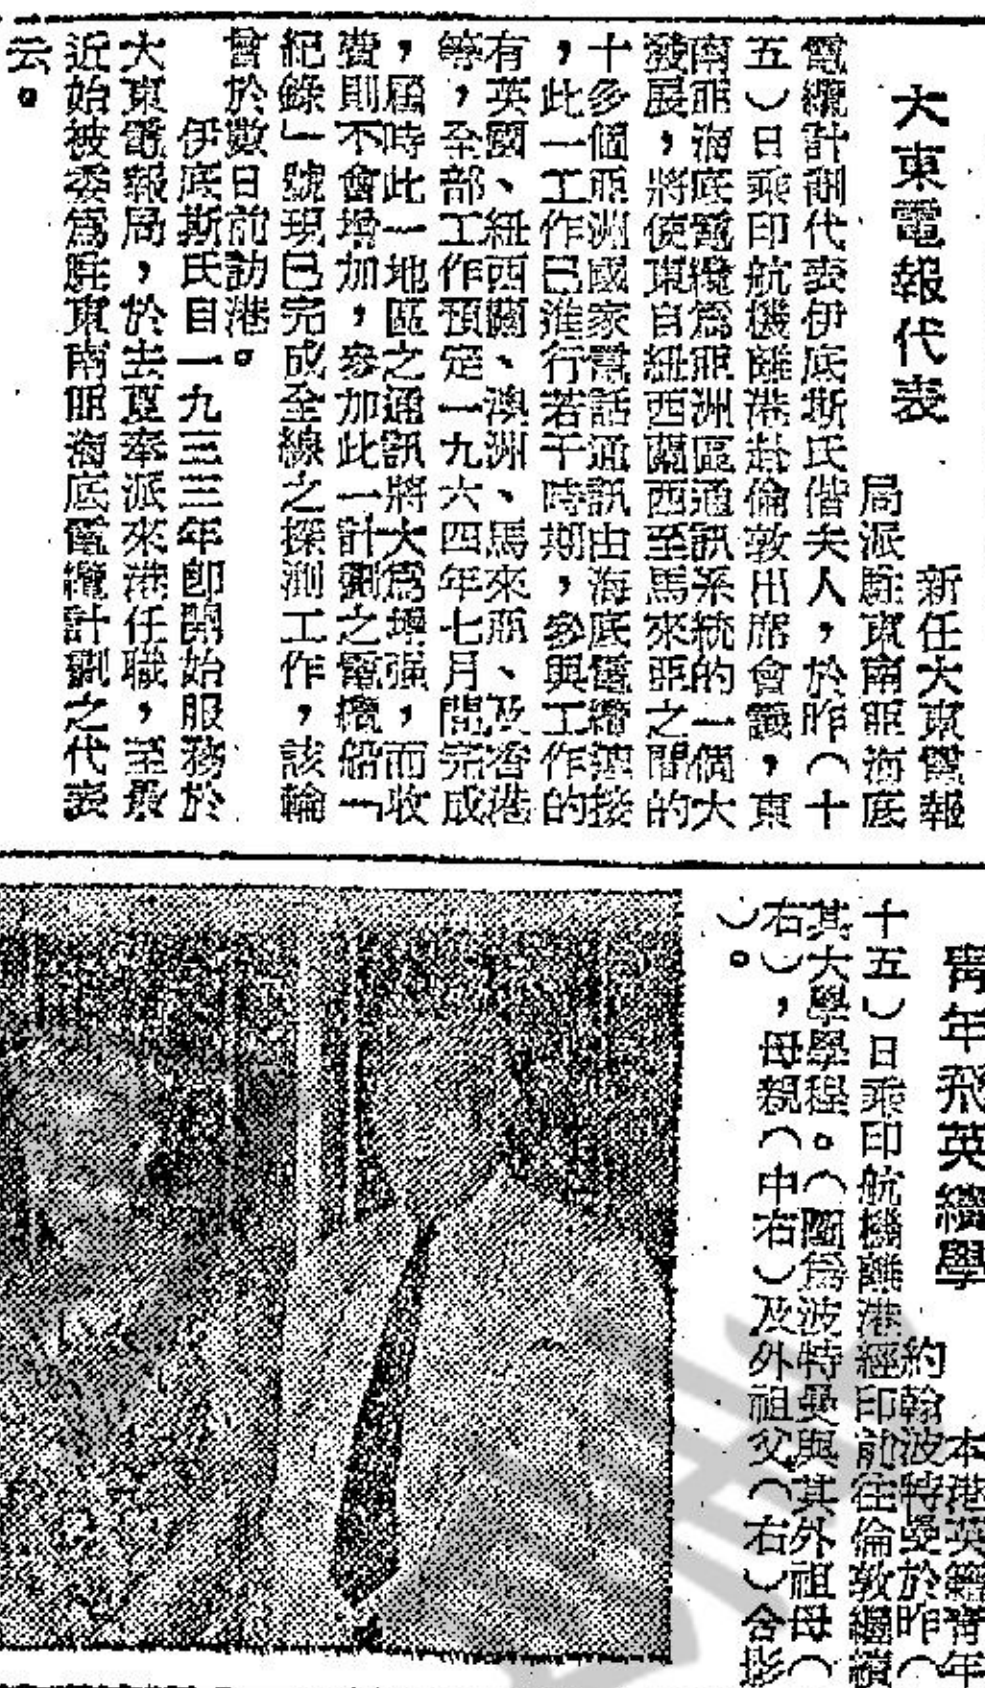 大東電報代表
新任大東電報
局派駐東南亞海底
電纜計劃代表伊底斯氏偕夫人，於昨（十
五）日乘印航機離港赴倫敦出席會議，東
南亞海底電纜爲亞洲區通訊系統的一個大
發展，將使東自紐西蘭西至馬來亞之間的
十多個亞洲國家電話通訊由海底電纜連接
，此一工作已進行若干時期，參與工作的
有英國、紐西蘭、澳洲、馬來亞、及香港
等，全部工作預定一九六四年七月間完成
，屆時此一地區之通訊將大爲增强，而收
費則不會增加，參加此一計劃之電纜船「
紀錄」號現已完成全線之探測工作，該輪
曾於數日前訪港。
伊底斯氏自一九三三年卽開始服務於
大東電報局，於去夏奉派來港任職，至最
近始被委爲駐東南亞海底電纜計劃之代表
云。
青年飛英續學
本港英籍青年
約翰波特曼於昨（
十五）日乘印航機離港經印前往倫敦繼續
其大學學程。（圖爲波特曼與其外祖母（
右），母親（中右）及外祖父（右）合影
）。